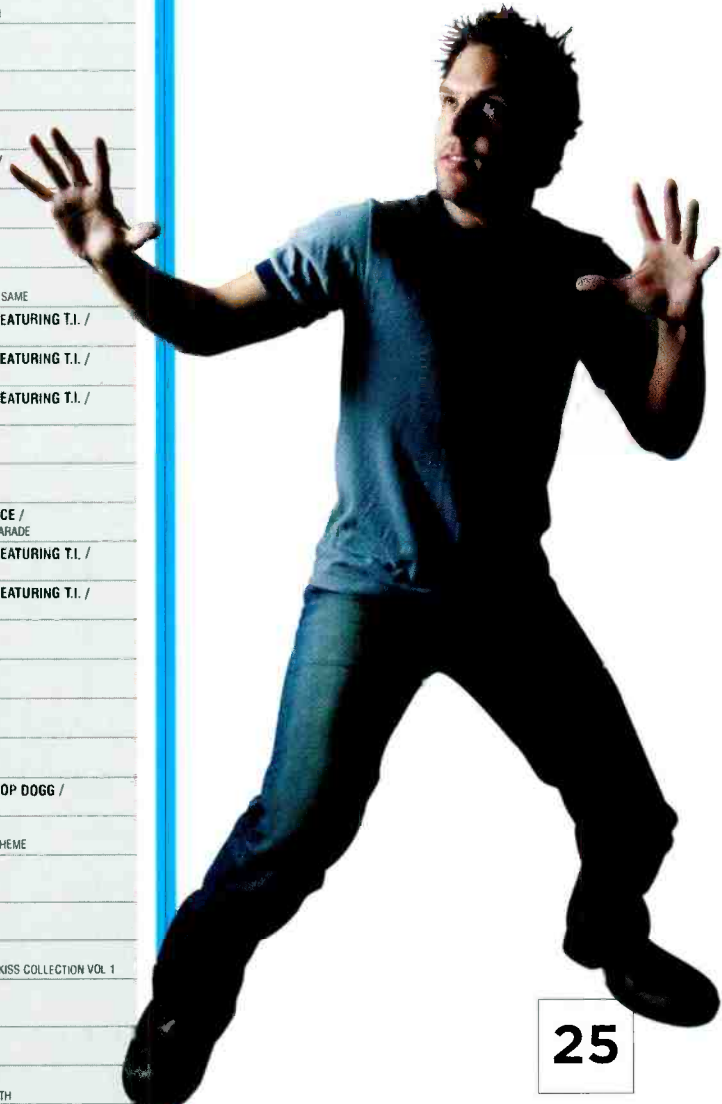 SAME
EATURING T.I. /
EATURING T.I. /
EATURING T.I. /
CE /
ARADE
EATURING T.I. /
EATURING T.I. /
OP DOGG /
HEME
KISS COLLECTION VOL 1
TH
25